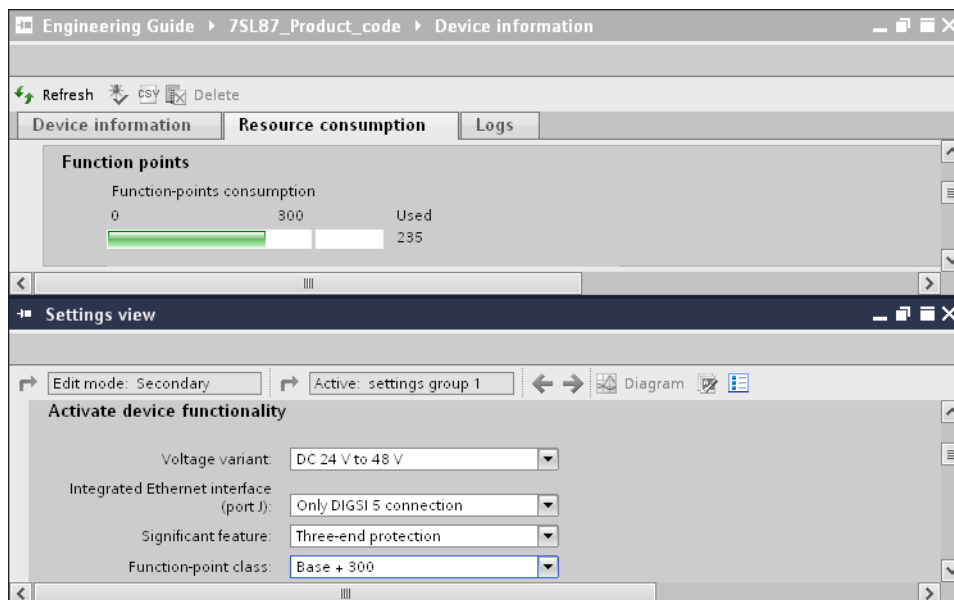 Engineering Guide ▸ 7SL87_Product_code ▸ Device information
Refresh CSV Delete
Device information Resource consumption Logs
Function points
Function-points consumption
0 300 Used
235
Settings view
Edit mode: Secondary Active: settings group 1 Diagram
Activate device functionality
Voltage variant: DC 24 V to 48 V
Integrated Ethernet interface
(port J): Only DIGSI 5 connection
Significant feature: Three-end protection
Function-point class: Base + 300